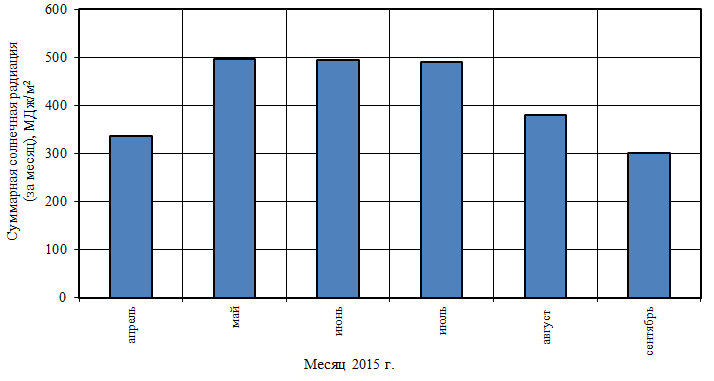 Суммарная солнечная радиация
(за месяц), МДж/м²
600
500
400
300
200
100
0
апрель
май
июнь
июль
август
сентябрь
Месяц 2015 г.